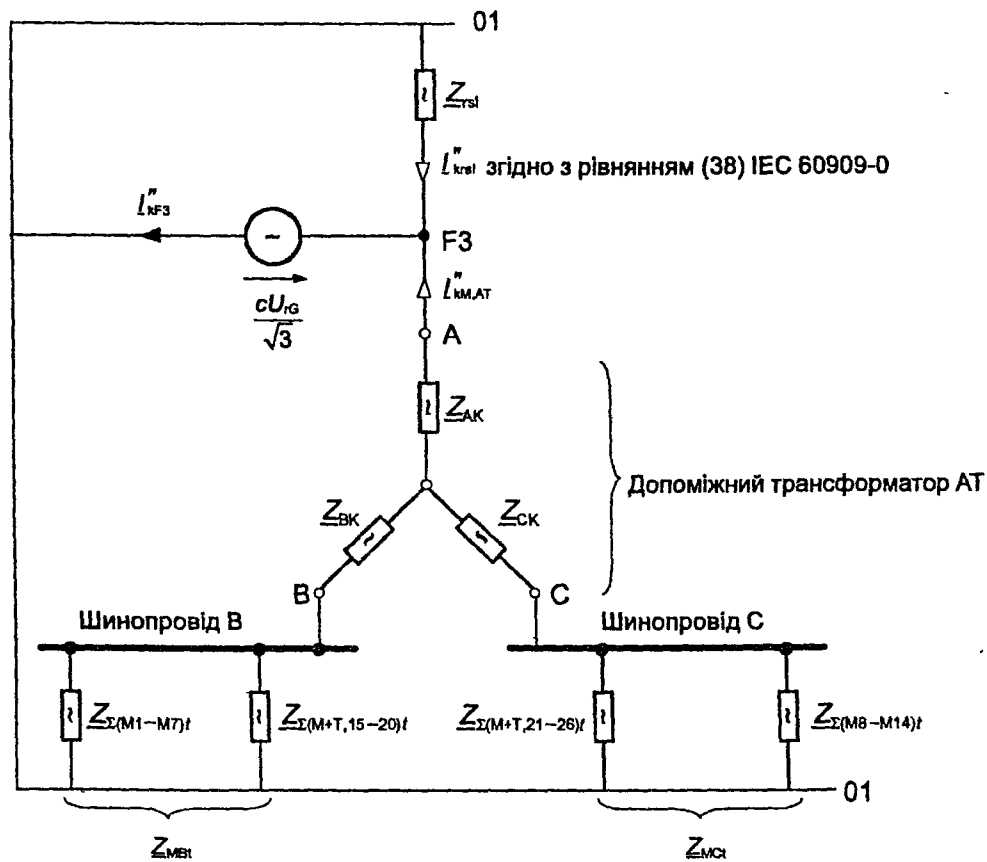 01
Z_rsl
I"_krsl згідно з рівнянням (38) IEC 60909-0
I"_kF3
~
F3
cU_rG
√3
I"_kM,AT
A
Z_AK
Допоміжний трансформатор АТ
Z_BK
Z_CK
B
C
Шинопровід В
Шинопровід С
Z_Σ(M1–M7)t
Z_Σ(M+T,15–20)t
Z_Σ(M+T,21–26)t
Z_Σ(M8–M14)t
01
Z_MBt
Z_MCt